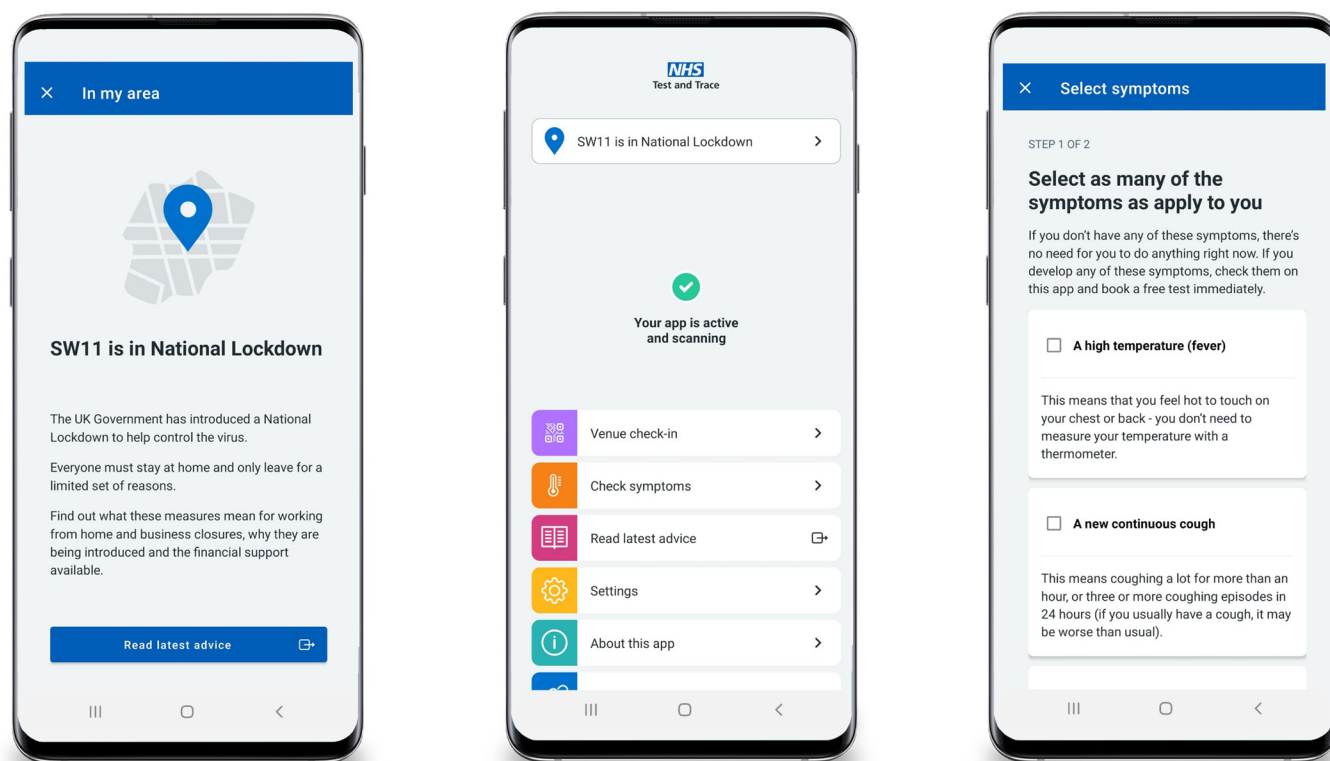 In my area
SW11 is in National Lockdown
The UK Government has introduced a National
Lockdown to help control the virus.
Everyone must stay at home and only leave for a
limited set of reasons.
Find out what these measures mean for working
from home and business closures, why they are
being introduced and the financial support
available.
Read latest advice
NHS
Test and Trace
SW11 is in National Lockdown
Your app is active
and scanning
Venue check-in
Check symptoms
Read latest advice
Settings
About this app
Select symptoms
STEP 1 OF 2
Select as many of the
symptoms as apply to you
If you don't have any of these symptoms, there's
no need for you to do anything right now. If you
develop any of these symptoms, check them on
this app and book a free test immediately.
A high temperature (fever)
This means that you feel hot to touch on
your chest or back - you don't need to
measure your temperature with a
thermometer.
A new continuous cough
This means coughing a lot for more than an
hour, or three or more coughing episodes in
24 hours (if you usually have a cough, it may
be worse than usual).